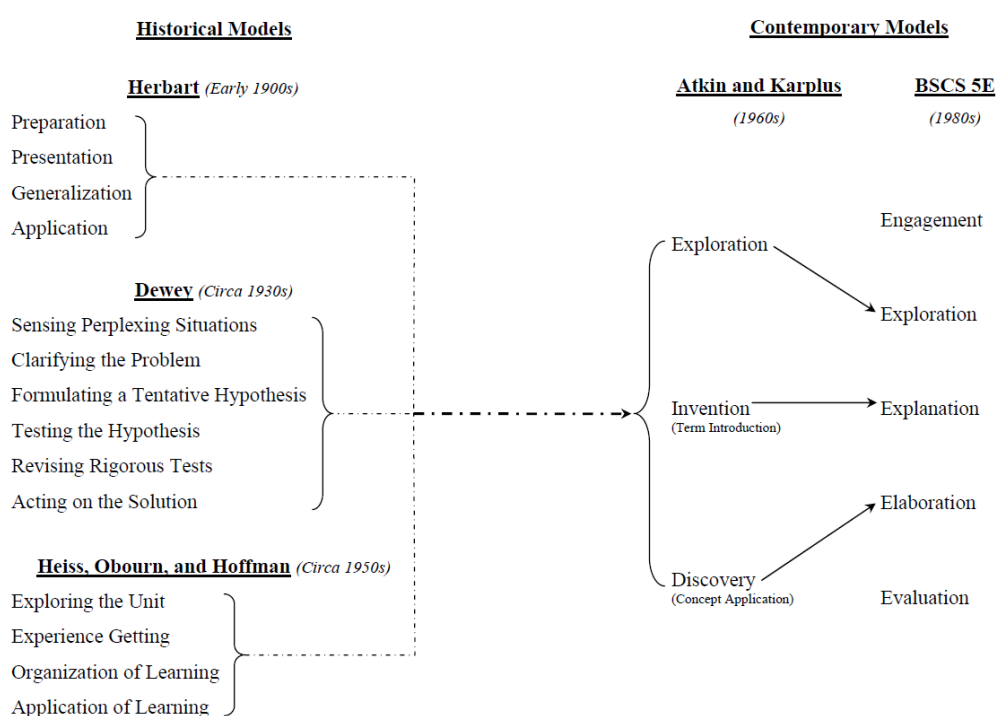 Historical Models
Herbart (Early 1900s)
Preparation
Presentation
Generalization
Application
Dewey (Circa 1930s)
Sensing Perplexing Situations
Clarifying the Problem
Formulating a Tentative Hypothesis
Testing the Hypothesis
Revising Rigorous Tests
Acting on the Solution
Heiss, Obourn, and Hoffman (Circa 1950s)
Exploring the Unit
Experience Getting
Organization of Learning
Application of Learning
Contemporary Models
Atkin and Karplus
(1960s)
Exploration
Invention
(Term Introduction)
Discovery
(Concept Application)
BSCS 5E
(1980s)
Engagement
Exploration
Explanation
Elaboration
Evaluation